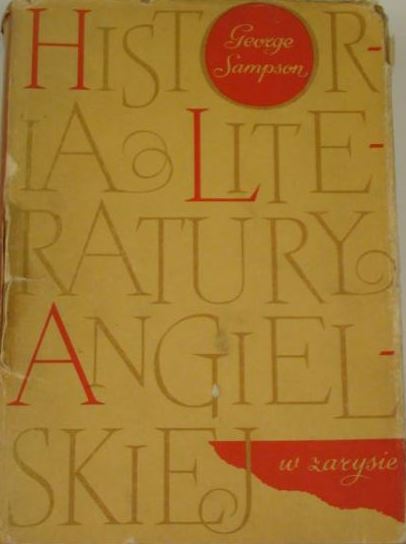 George
Sampson
HISTOR-
IA LITE-
RATURY
ANGIEL-
SKIEJ
w zarysie